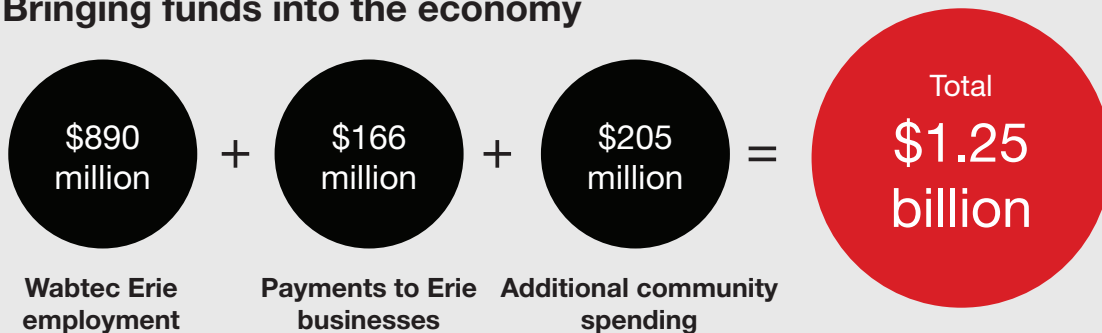 Bringing funds into the economy
$890
million
+
$166
million
+
$205
million
=
Total
$1.25
billion
Wabtec Erie
employment
Payments to Erie
businesses
Additional community
spending